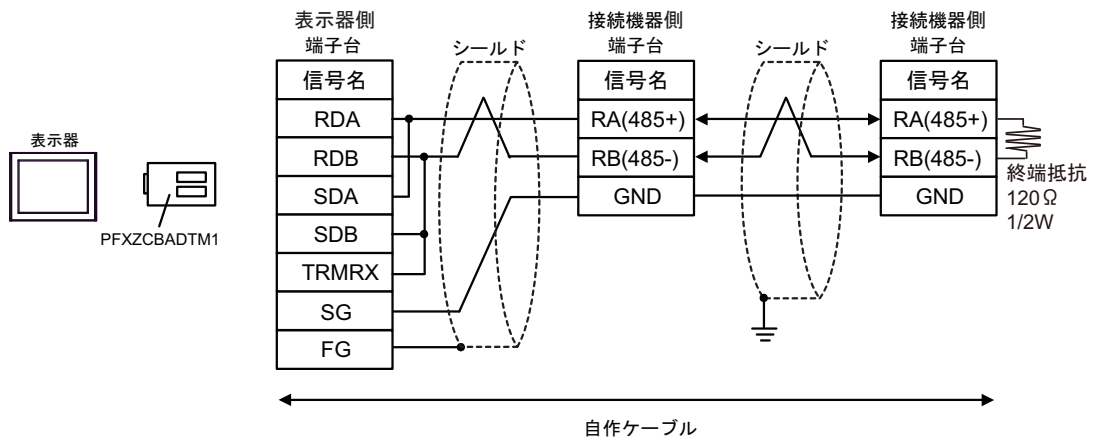 表示器
PFXZCBADTM1
表示器側
端子台
信号名
RDA
RDB
SDA
SDB
TRMRX
SG
FG
シールド
接続機器側
端子台
信号名
RA(485+)
RB(485-)
GND
シールド
接続機器側
端子台
信号名
RA(485+)
RB(485-)
GND
終端抵抗
120Ω
1/2W
自作ケーブル